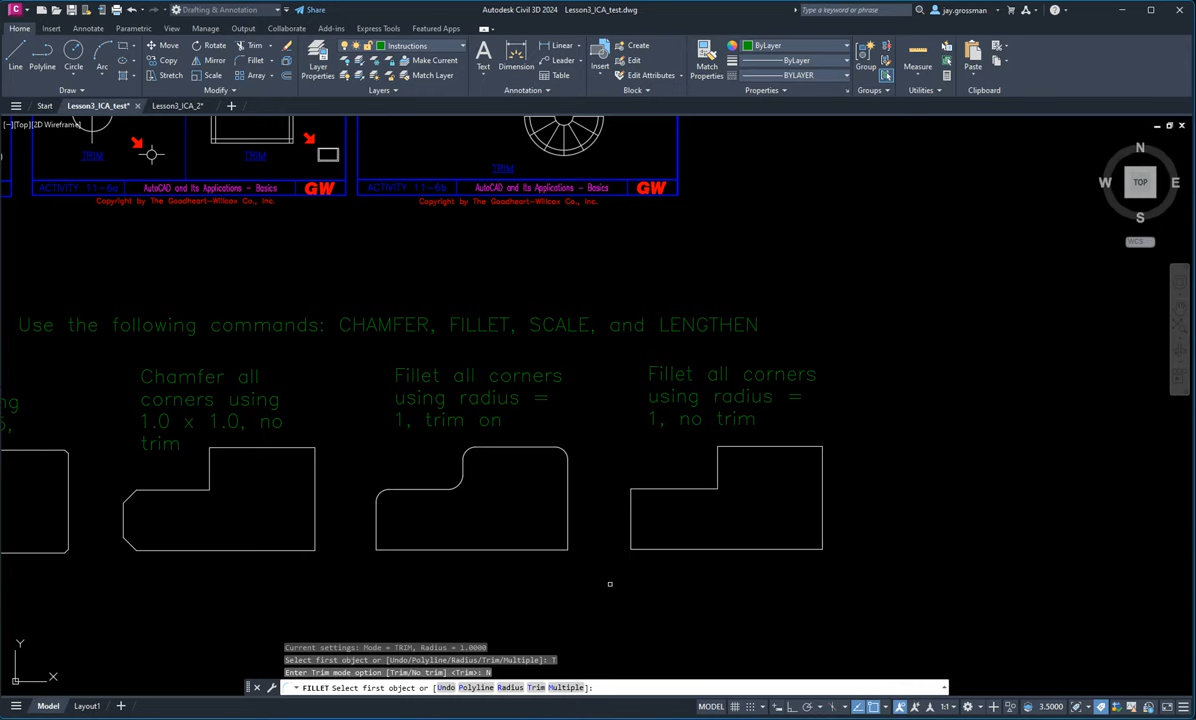 Drafting & Annotation
Share
Autodesk Civil 3D 2024 Lesson3_ICA_test.dwg
Type a keyword or phrase
jay.grossman
Home Insert Annotate Parametric View Manage Output Collaborate Add-ins Express Tools Featured Apps
Line
Polyline
Circle
Arc
Draw
Move
Rotate
Trim
Copy
Mirror
Fillet
Stretch
Scale
Array
Modify
Layer
Properties
Instructions
Make Current
Match Layer
Layers
Text
Dimension
Linear
Leader
Table
Annotation
Insert
Create
Edit
Edit Attributes
Block
Match
Properties
ByLayer
ByLayer
BYLAYER
Properties
Group
Groups
Measure
Utilities
Paste
Clipboard
Start
Lesson3_ICA_test*
Lesson3_ICA_2*
[−][Top][2D Wireframe]
N
W
TOP
E
S
WCS
TRIM
TRIM
TRIM
ACTIVITY 11-6a AutoCAD and Its Applications - Basics GW
Copyright by The Goodheart-Willcox Co., Inc.
ACTIVITY 11-6b AutoCAD and Its Applications - Basics GW
Copyright by The Goodheart-Willcox Co., Inc.
Use the following commands: CHAMFER, FILLET, SCALE, and LENGTHEN
Chamfer all
corners using
1.0 x 1.0, no
trim
Fillet all corners
using radius =
1, trim on
Fillet all corners
using radius =
1, no trim
Y
X
Current settings: Mode = TRIM, Radius = 1.0000
Select first object or [Undo/Polyline/Radius/Trim/Multiple]: T
Enter Trim mode option [Trim/No trim] <Trim>: N
FILLET Select first object or [Undo Polyline Radius Trim Multiple]:
Model
Layout1
MODEL
1:1
3.5000